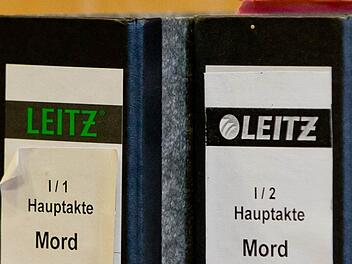 LEITZ®
I / 1
Hauptakte
Mord
LEITZ
I / 2
Hauptakte
Mord